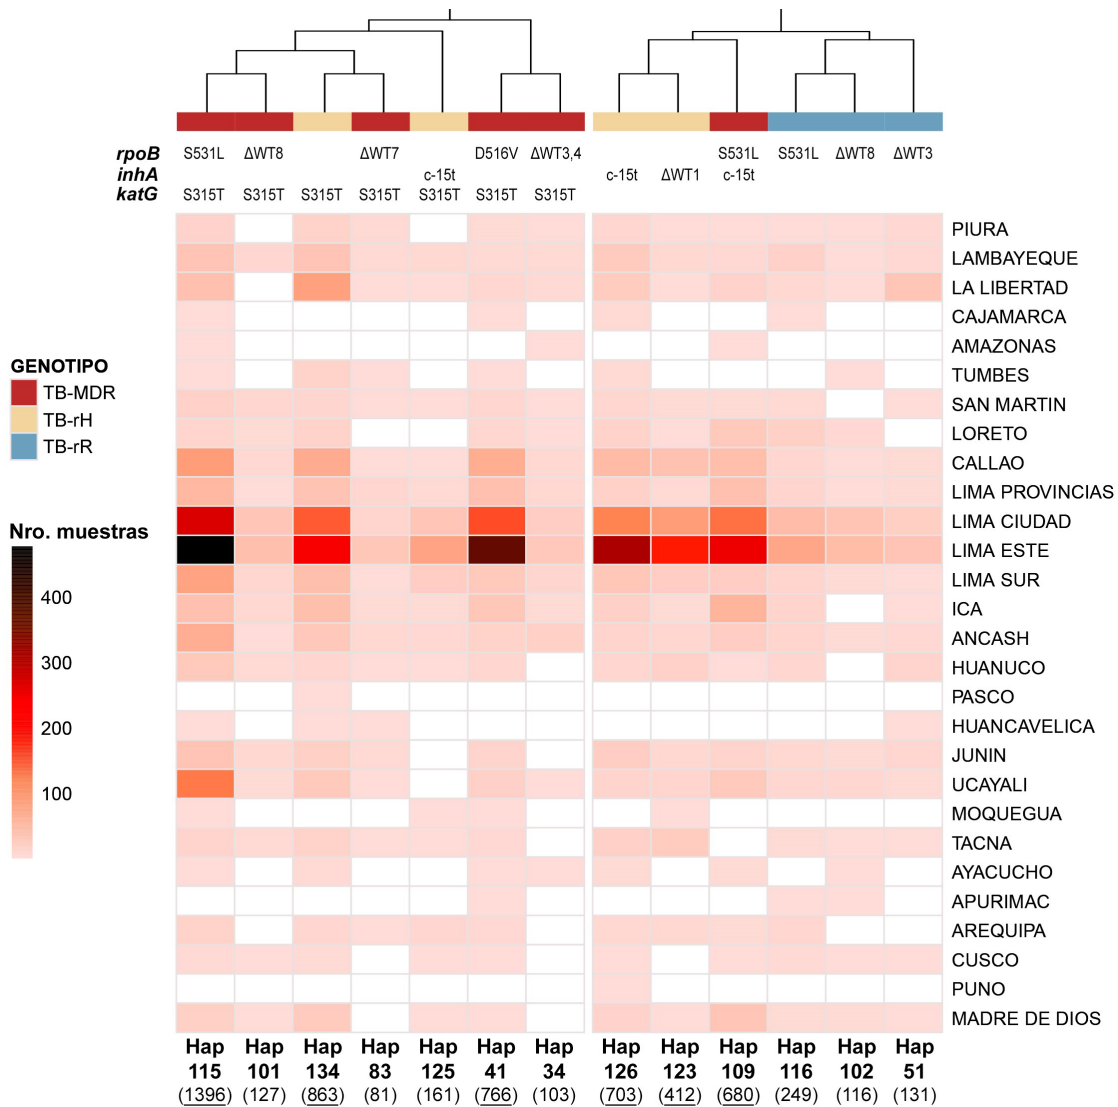 rpoB S531L ΔWT8 ΔWT7 D516V ΔWT3,4 S531L S531L ΔWT8 ΔWT3
inhA c-15t c-15t ΔWT1 c-15t
katG S315T S315T S315T S315T S315T S315T S315T
PIURA
LAMBAYEQUE
LA LIBERTAD
CAJAMARCA
AMAZONAS
TUMBES
SAN MARTIN
LORETO
CALLAO
LIMA PROVINCIAS
LIMA CIUDAD
LIMA ESTE
LIMA SUR
ICA
ANCASH
HUANUCO
PASCO
HUANCAVELICA
JUNIN
UCAYALI
MOQUEGUA
TACNA
AYACUCHO
APURIMAC
AREQUIPA
CUSCO
PUNO
MADRE DE DIOS
GENOTIPO
TB-MDR
TB-rH
TB-rR
Nro. muestras
400
300
200
100
Hap Hap Hap Hap Hap Hap Hap Hap Hap Hap Hap Hap Hap
115 101 134 83 125 41 34 126 123 109 116 102 51
(1396) (127) (863) (81) (161) (766) (103) (703) (412) (680) (249) (116) (131)